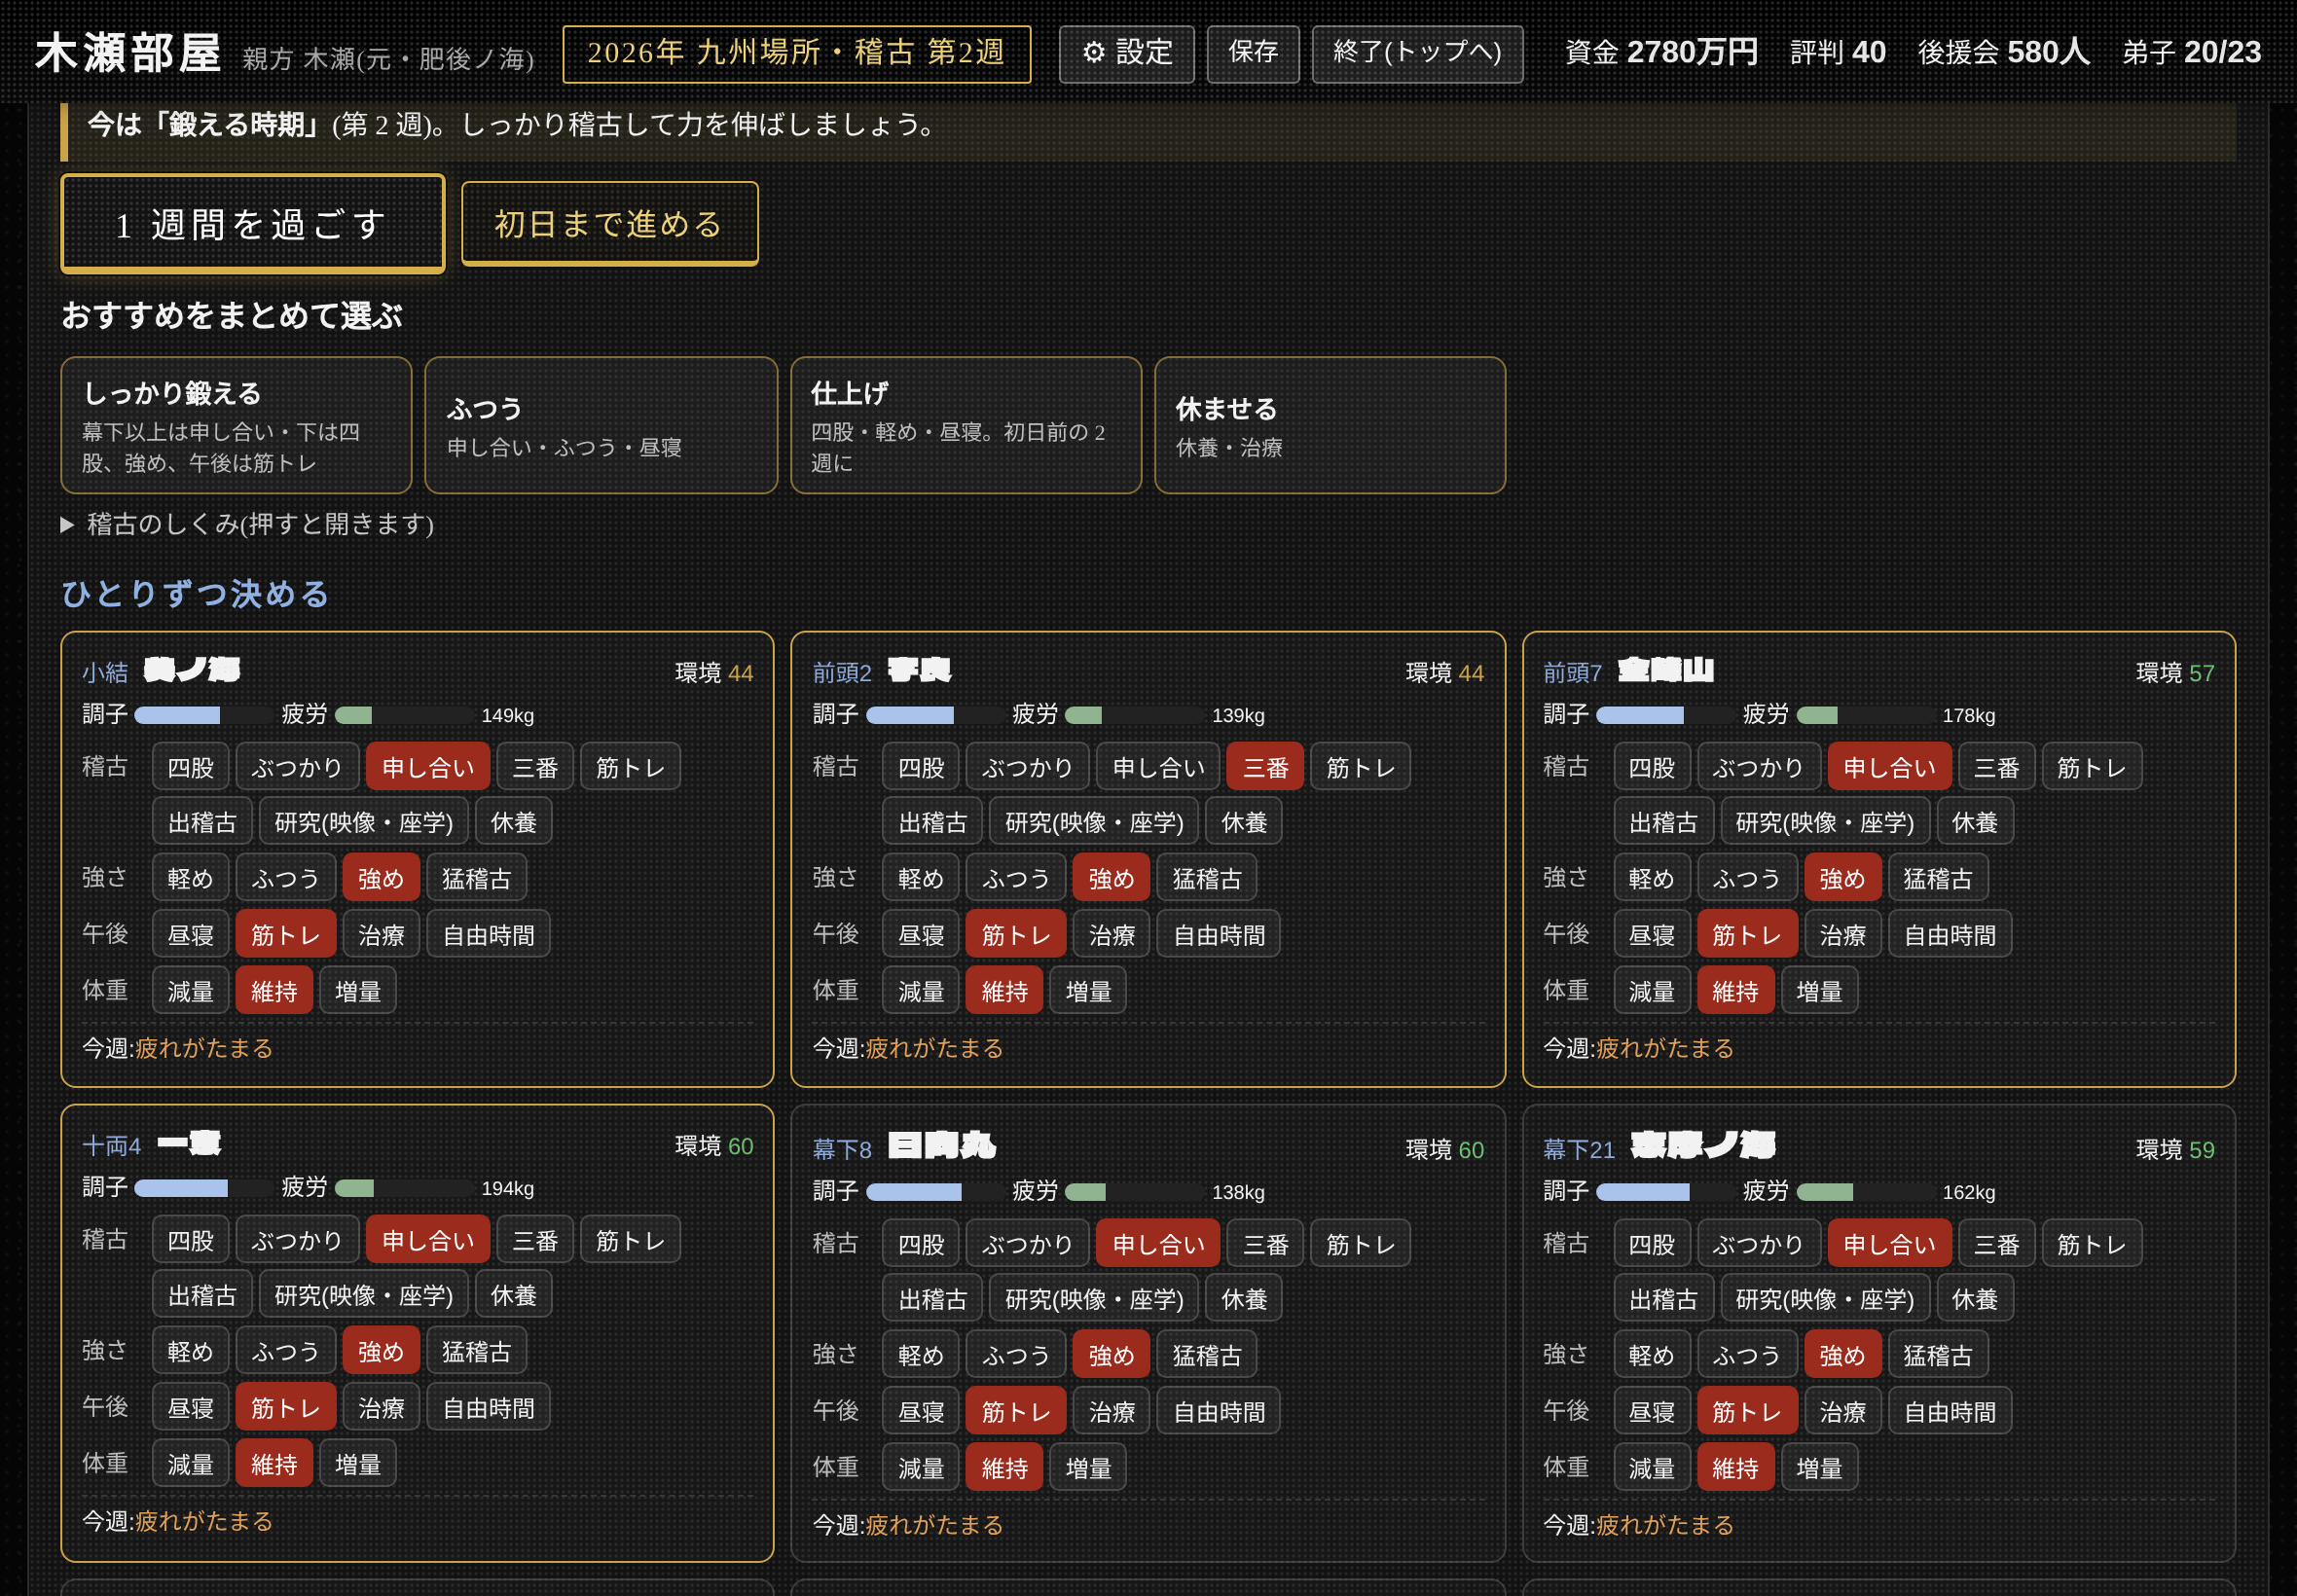 木瀬部屋 親方 木瀬(元・肥後ノ海) 2026年 九州場所・稽古 第2週 ⚙ 設定 保存 終了(トップへ) 資金 2780万円 評判 40 後援会 580人 弟子 20/23
今は「鍛える時期」(第 2 週)。しっかり稽古して力を伸ばしましょう。
1 週間を過ごす 初日まで進める
おすすめをまとめて選ぶ
しっかり鍛える
幕下以上は申し合い・下は四
股、強め、午後は筋トレ
ふつう
申し合い・ふつう・昼寝
仕上げ
四股・軽め・昼寝。初日前の 2
週に
休ませる
休養・治療
▶ 稽古のしくみ(押すと開きます)
ひとりずつ決める
小結 美ノ海 環境 44
調子 疲労 149kg
稽古 四股 ぶつかり 申し合い 三番 筋トレ
出稽古 研究(映像・座学) 休養
強さ 軽め ふつう 強め 猛稽古
午後 昼寝 筋トレ 治療 自由時間
体重 減量 維持 増量
今週:疲れがたまる
前頭2 宇良 環境 44
調子 疲労 139kg
稽古 四股 ぶつかり 申し合い 三番 筋トレ
出稽古 研究(映像・座学) 休養
強さ 軽め ふつう 強め 猛稽古
午後 昼寝 筋トレ 治療 自由時間
体重 減量 維持 増量
今週:疲れがたまる
前頭7 金峰山 環境 57
調子 疲労 178kg
稽古 四股 ぶつかり 申し合い 三番 筋トレ
出稽古 研究(映像・座学) 休養
強さ 軽め ふつう 強め 猛稽古
午後 昼寝 筋トレ 治療 自由時間
体重 減量 維持 増量
今週:疲れがたまる
十両4 一意 環境 60
調子 疲労 194kg
稽古 四股 ぶつかり 申し合い 三番 筋トレ
出稽古 研究(映像・座学) 休養
強さ 軽め ふつう 強め 猛稽古
午後 昼寝 筋トレ 治療 自由時間
体重 減量 維持 増量
今週:疲れがたまる
幕下8 日向丸 環境 60
調子 疲労 138kg
稽古 四股 ぶつかり 申し合い 三番 筋トレ
出稽古 研究(映像・座学) 休養
強さ 軽め ふつう 強め 猛稽古
午後 昼寝 筋トレ 治療 自由時間
体重 減量 維持 増量
今週:疲れがたまる
幕下21 環境 59
調子 疲労 162kg
稽古 四股 ぶつかり 申し合い 三番 筋トレ
出稽古 研究(映像・座学) 休養
強さ 軽め ふつう 強め 猛稽古
午後 昼寝 筋トレ 治療 自由時間
体重 減量 維持 増量
今週:疲れがたまる